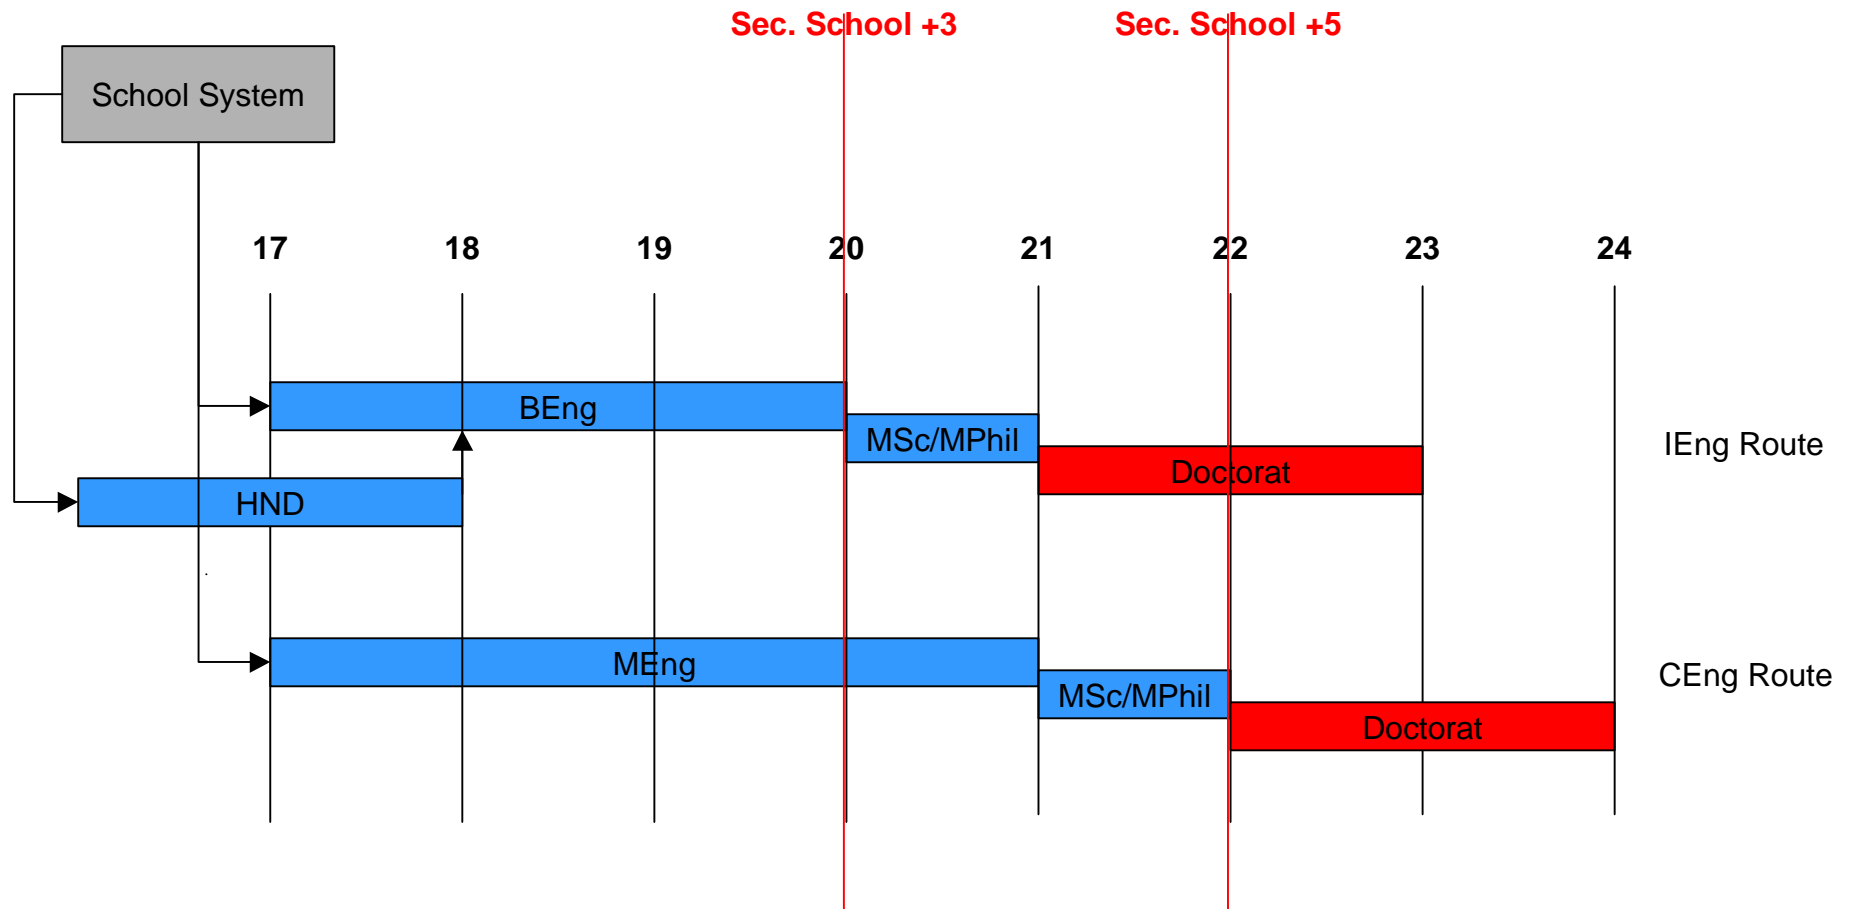 Sec. School +3
Sec. School +5
School System
17
18
19
20
21
22
23
24
BEng
MSc/MPhil
Doctorat
IEng Route
HND
MEng
MSc/MPhil
Doctorat
CEng Route